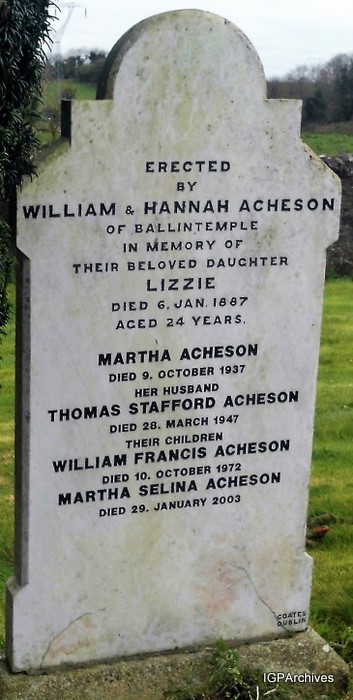 ERECTED
BY
WILLIAM & HANNAH ACHESON
OF BALLINTEMPLE
IN MEMORY OF
THEIR BELOVED DAUGHTER
LIZZIE
DIED 6. JAN. 1887
AGED 24 YEARS.
MARTHA ACHESON
DIED 9. OCTOBER 1937
HER HUSBAND
THOMAS STAFFORD ACHESON
DIED 28. MARCH 1947
THEIR CHILDREN
WILLIAM FRANCIS ACHESON
DIED 10. OCTOBER 1972
MARTHA SELINA ACHESON
DIED 29. JANUARY 2003
COATES
DUBLIN
IGPArchives